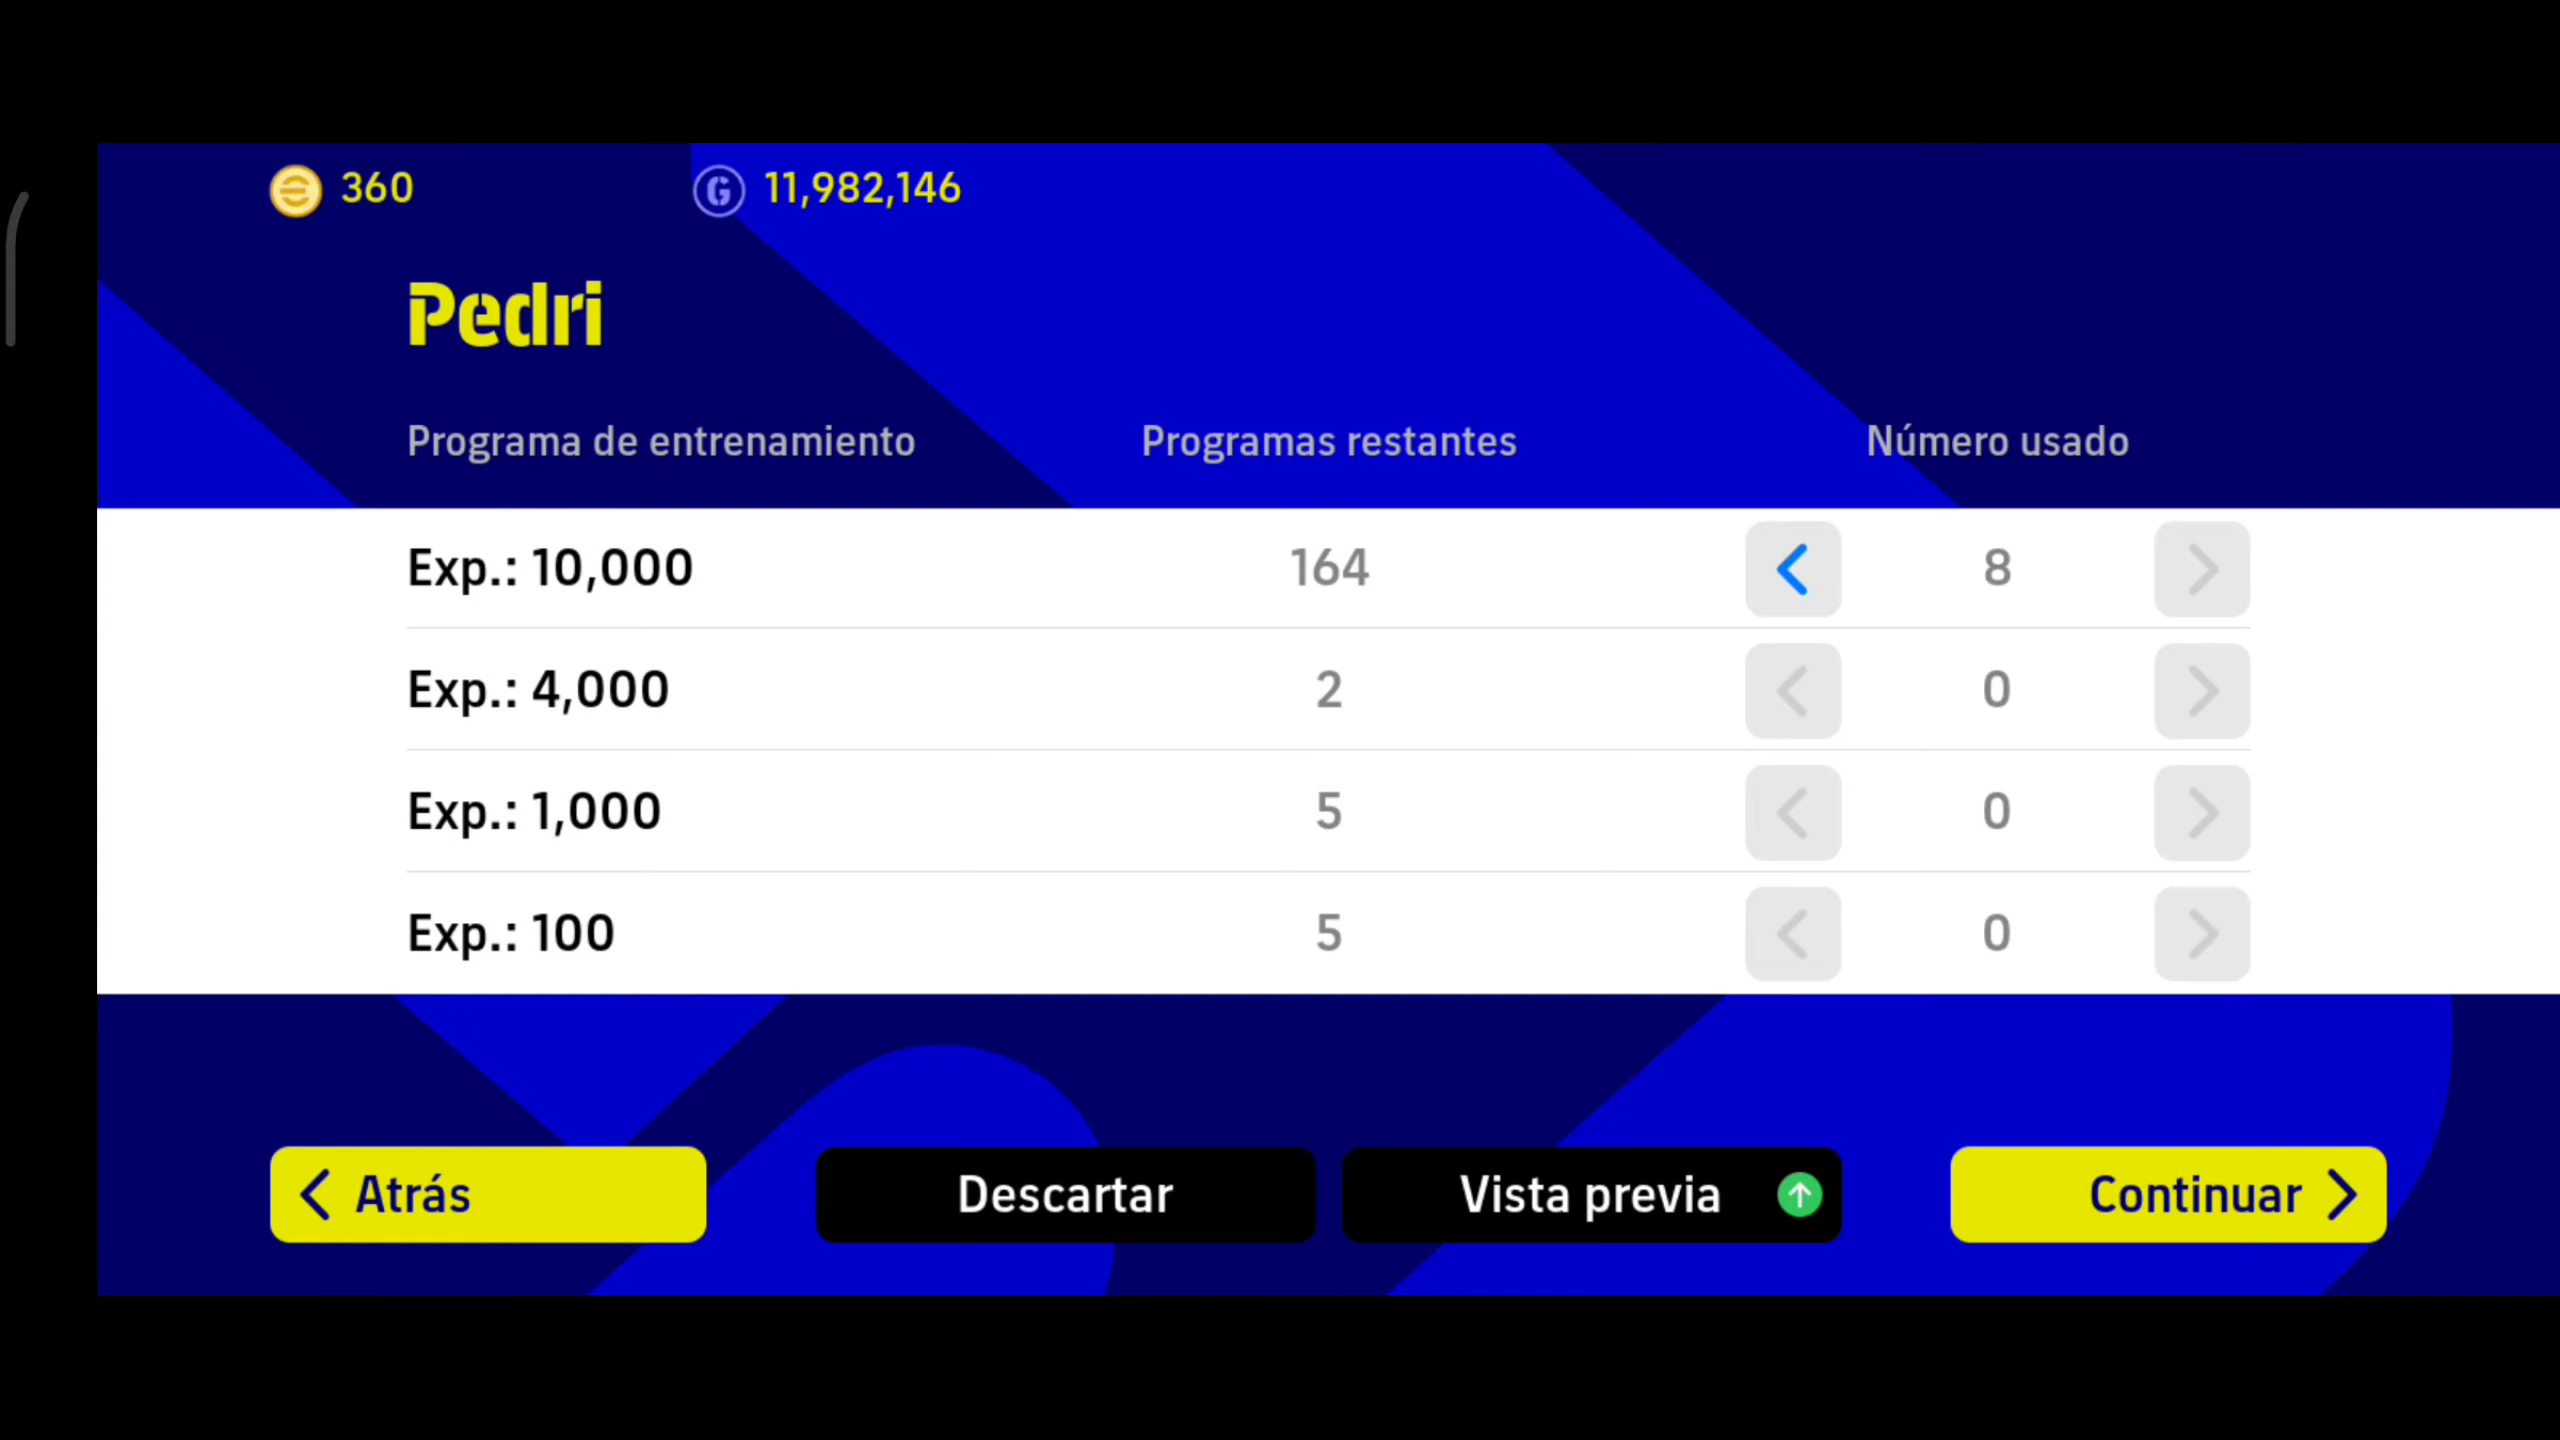 360 11,982,146
Pedri
Programa de entrenamiento Programas restantes Número usado
Exp.: 10,000 164 8
Exp.: 4,000 2 0
Exp.: 1,000 5 0
Exp.: 100 5 0
Atrás Descartar Vista previa Continuar